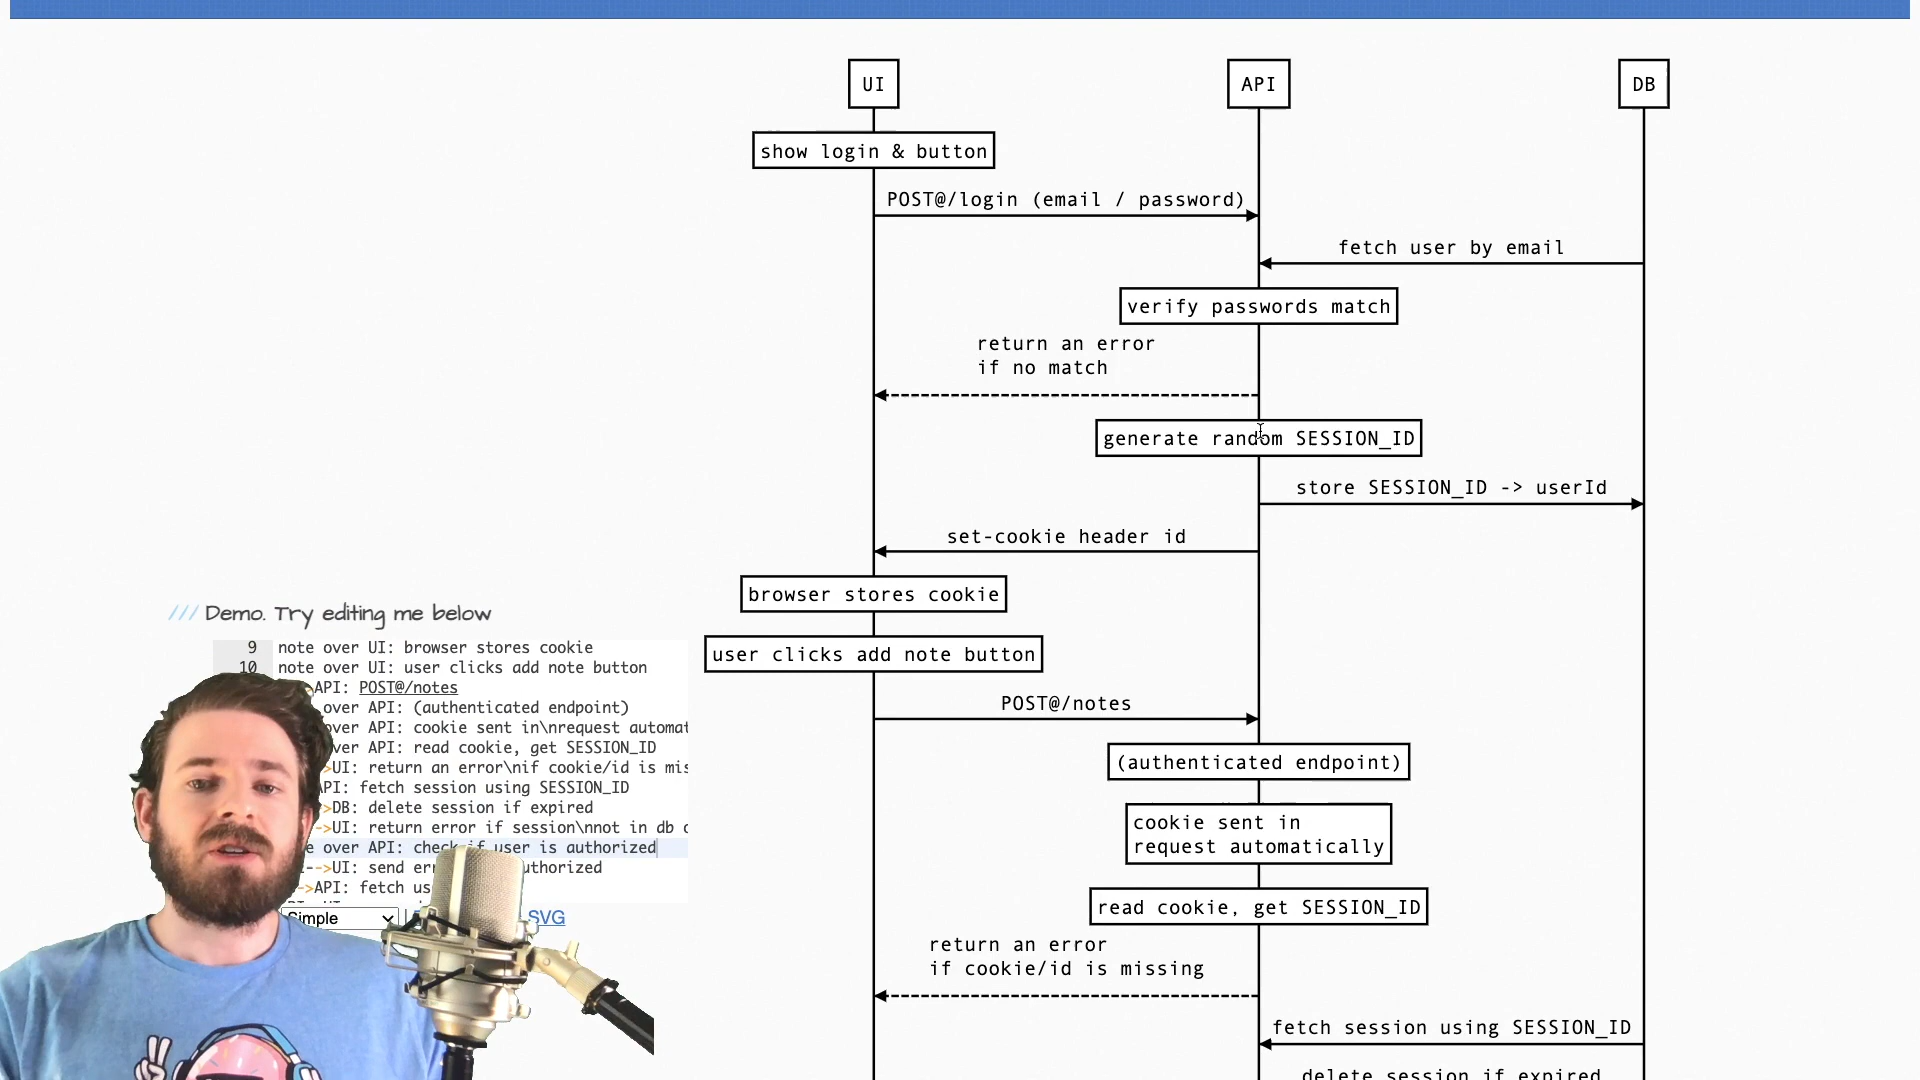 UI
API
DB
show login & button
POST@/login (email / password)
fetch user by email
verify passwords match
return an error
if no match
generate random SESSION_ID
store SESSION_ID -> userId
set-cookie header id
browser stores cookie
user clicks add note button
POST@/notes
(authenticated endpoint)
cookie sent in
request automatically
read cookie, get SESSION_ID
return an error
if cookie/id is missing
fetch session using SESSION_ID
delete session if expired
/// Demo. Try editing me below
9 note over UI: browser stores cookie
10 note over UI: user clicks add note button
>API: POST@/notes
over API: (authenticated endpoint)
over API: cookie sent in\nrequest automat
over API: read cookie, get SESSION_ID
>UI: return an error\nif cookie/id is mis
API: fetch session using SESSION_ID
>DB: delete session if expired
->UI: return error if session\nnot in db
e over API: check if user is authorized
-->UI: send
->API: fetch
Simple
SVG